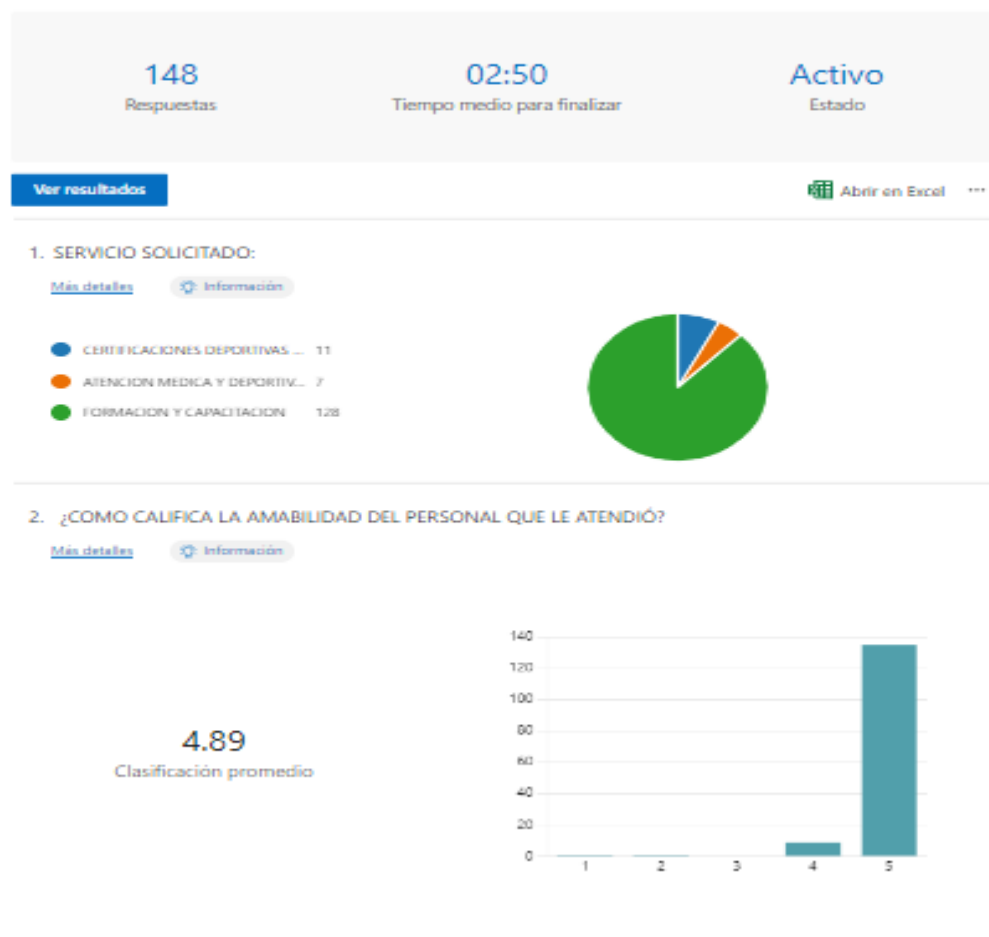 148
Respuestas
02:50
Tiempo medio para finalizar
Activo
Estado
Ver resultados
Abrir en Excel ...
1. SERVICIO SOLICITADO:
Más detalles
Información
CERTIFICACIONES DEPORTIVAS ... 11
ATENCION MEDICA Y DEPORTIV... 7
FORMACION Y CAPACITACION 128
2. ¿COMO CALIFICA LA AMABILIDAD DEL PERSONAL QUE LE ATENDIÓ?
Más detalles
Información
4.89
Clasificación promedio
140
120
100
80
60
40
20
0
1 2 3 4 5